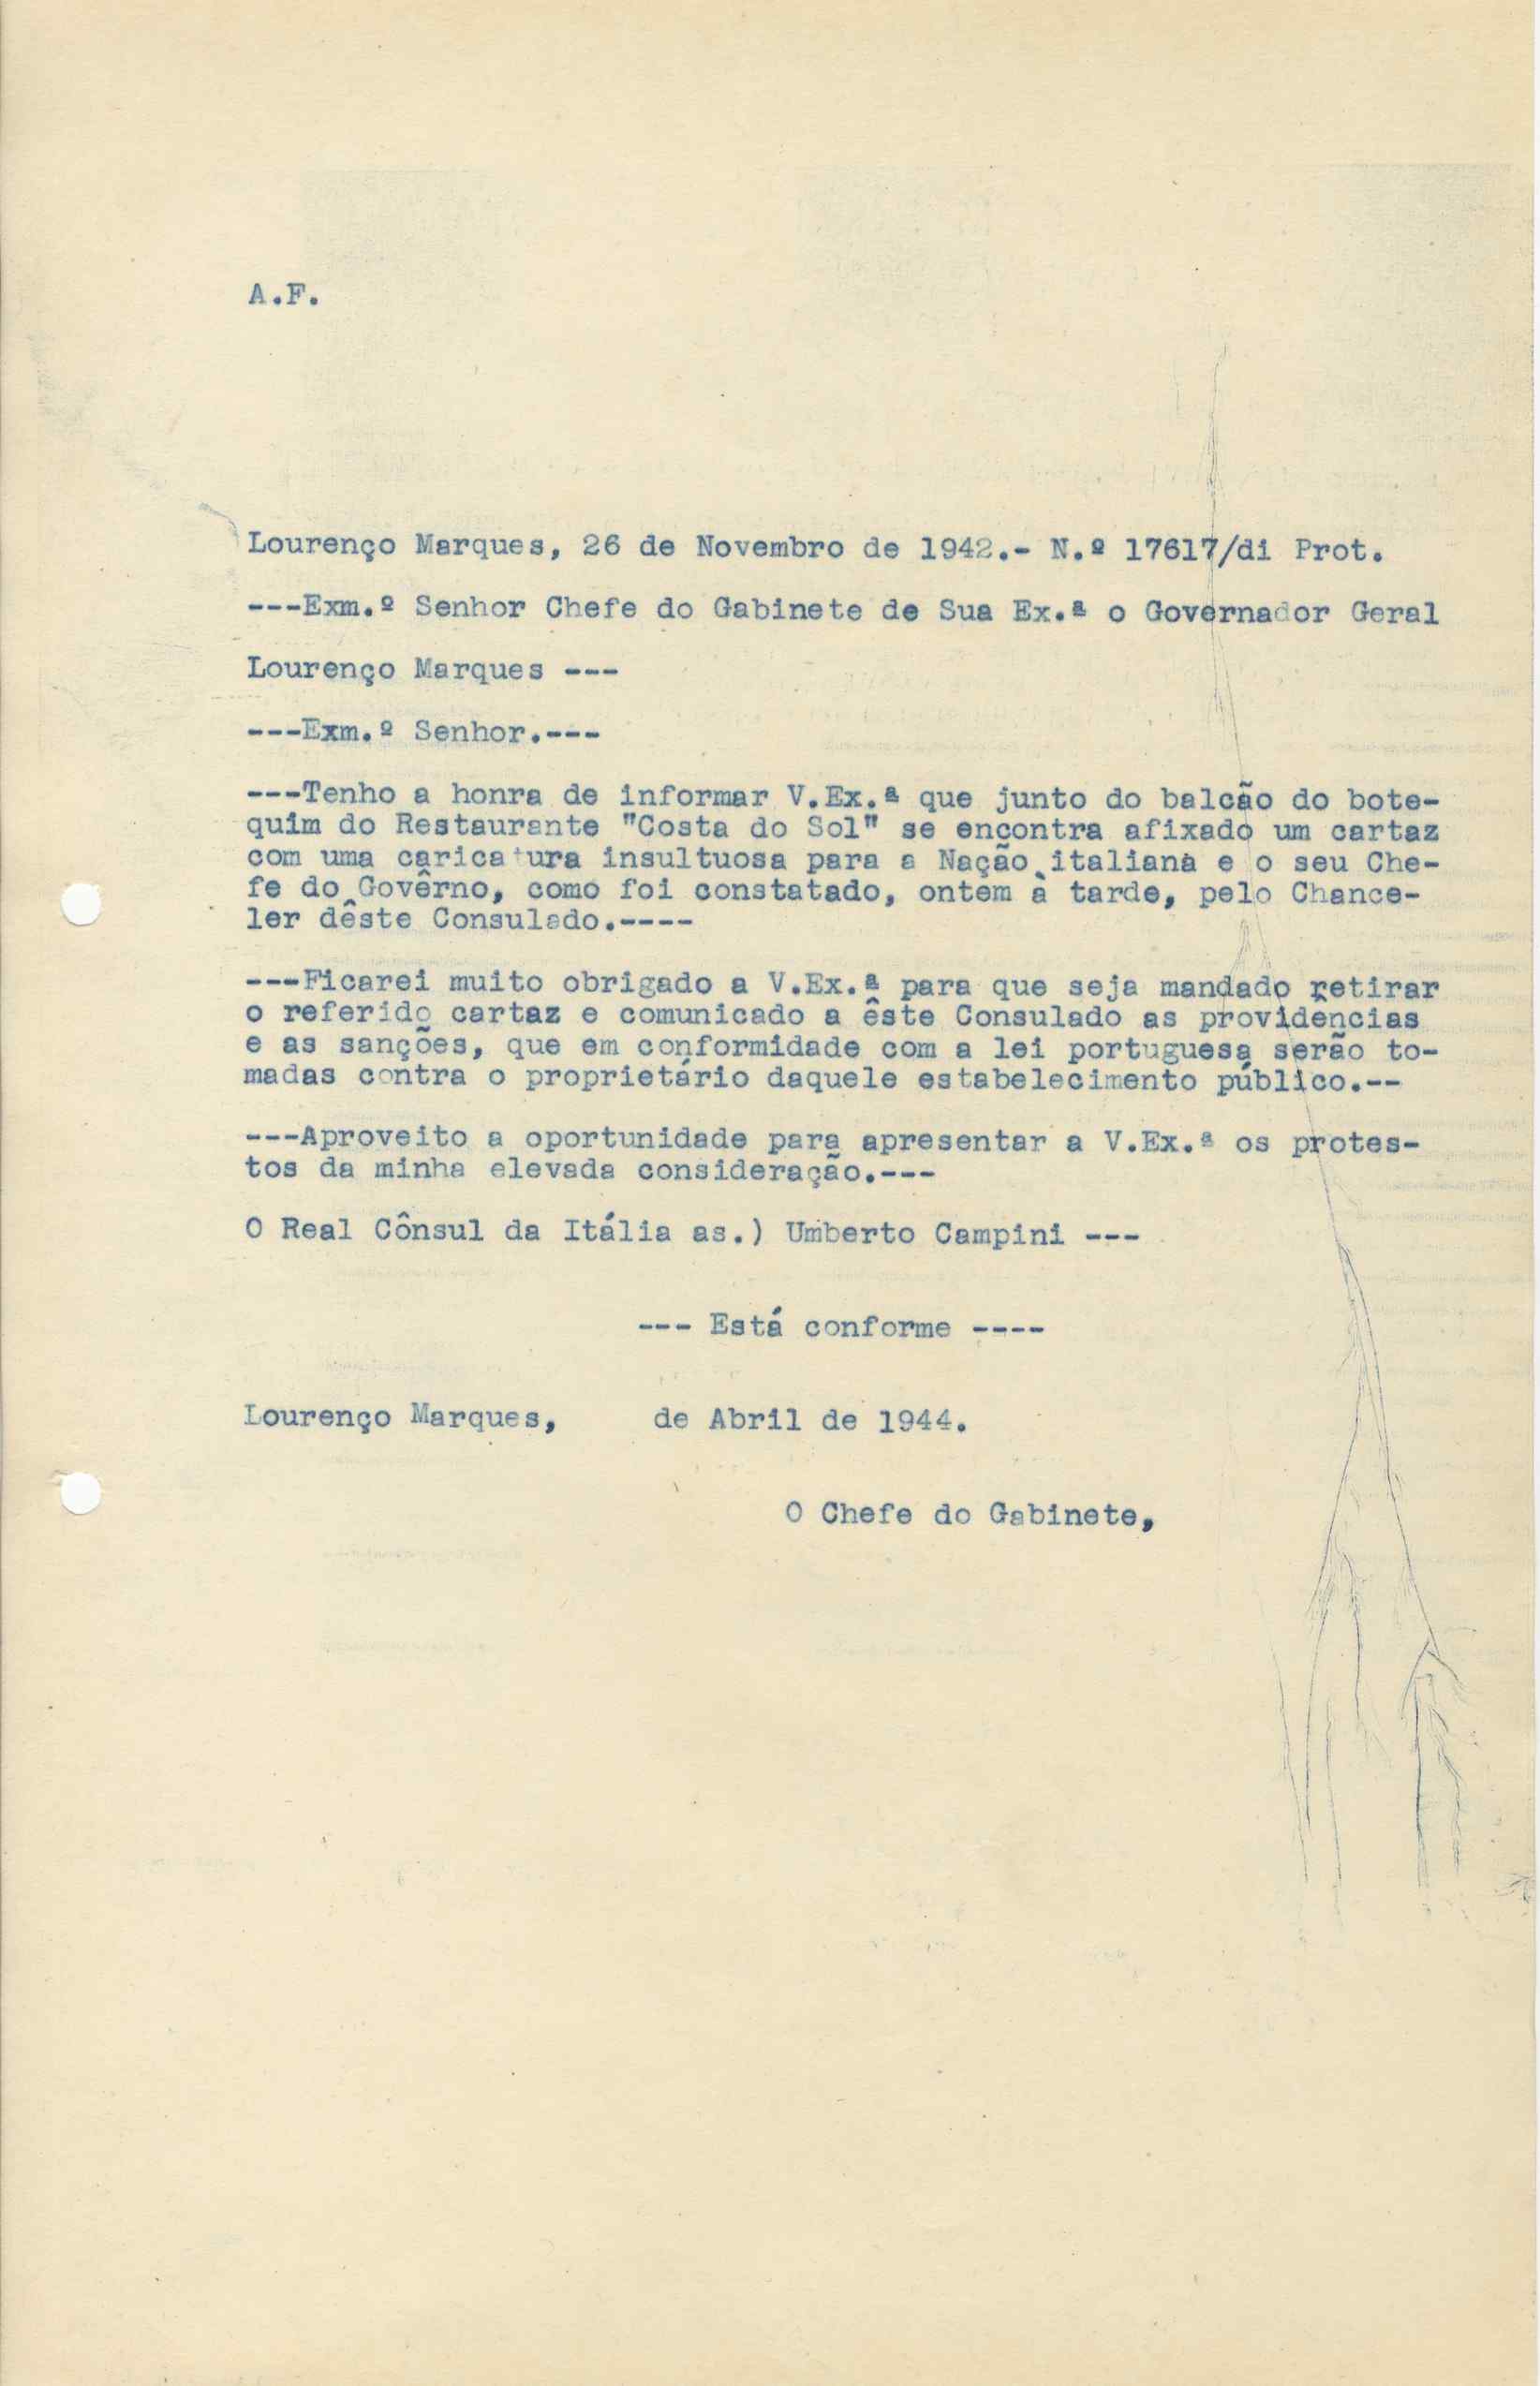 A.F.
Lourenço Marques, 26 de Novembro de 1942.- N.º 17617/di Prot.
---Exm.º Senhor Chefe do Gabinete de Sua Ex.ª o Governador Geral
Lourenço Marques ---
---Exm.º Senhor.---
---Tenho a honra de informar V.Ex.ª que junto do balcão do bote-
quim do Restaurante "Costa do Sol" se encontra afixado um cartaz
com uma caricatura insultuosa para a Nação italiana e o seu Che-
fe do Govêrno, como foi constatado, ontem à tarde, pelo Chance-
ler dêste Consulado.----
---Ficarei muito obrigado a V.Ex.ª para que seja mandado retirar
o referido cartaz e comunicado a êste Consulado as providencias
e as sanções, que em conformidade com a lei portuguesa serão to-
madas contra o proprietário daquele estabelecimento público.--
---Aproveito a oportunidade para apresentar a V.Ex.ª os protes-
tos da minha elevada consideração.---
O Real Cônsul da Itália as.) Umberto Campini ---
--- Está conforme ----
Lourenço Marques, de Abril de 1944.
O Chefe do Gabinete,